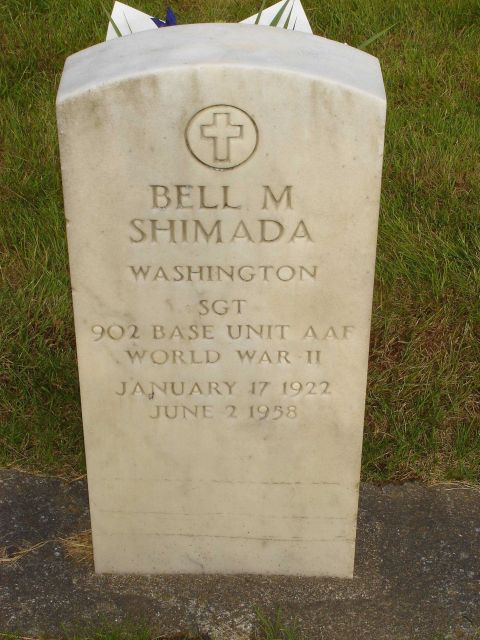 BELL M
SHIMADA
WASHINGTON
SGT
902 BASE UNIT AAF
WORLD WAR II
JANUARY 17 1922
JUNE 2 1958